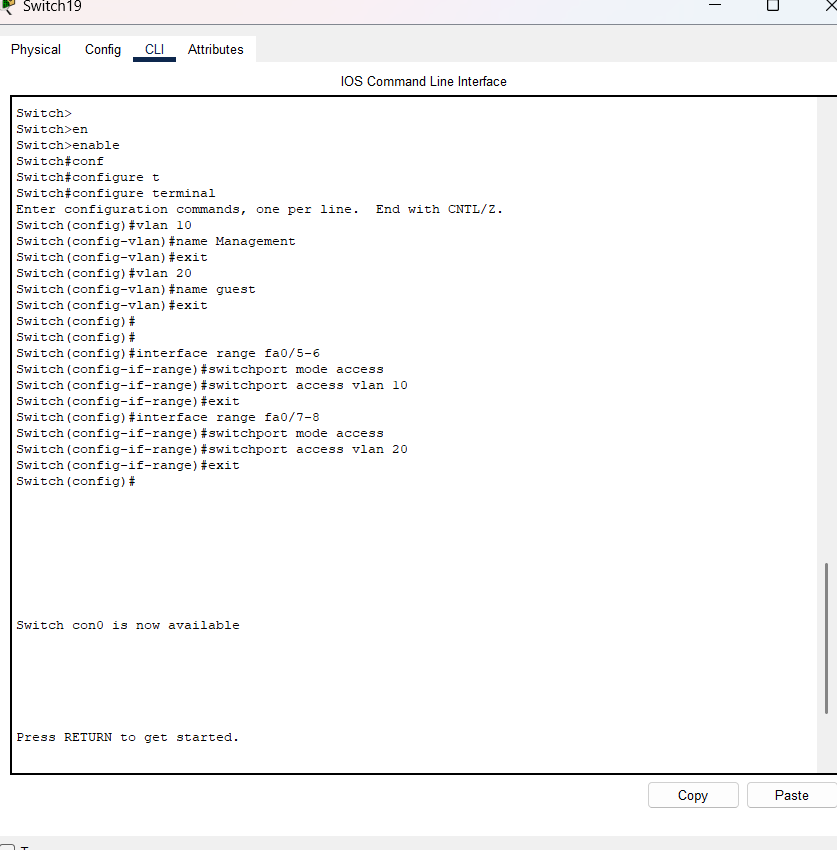 Switch19
Physical Config CLI Attributes
IOS Command Line Interface
Switch>
Switch>en
Switch>enable
Switch#conf
Switch#configure t
Switch#configure terminal
Enter configuration commands, one per line.  End with CNTL/Z.
Switch(config)#vlan 10
Switch(config-vlan)#name Management
Switch(config-vlan)#exit
Switch(config)#vlan 20
Switch(config-vlan)#name guest
Switch(config-vlan)#exit
Switch(config)#
Switch(config)#
Switch(config)#interface range fa0/5-6
Switch(config-if-range)#switchport mode access
Switch(config-if-range)#switchport access vlan 10
Switch(config-if-range)#exit
Switch(config)#interface range fa0/7-8
Switch(config-if-range)#switchport mode access
Switch(config-if-range)#switchport access vlan 20
Switch(config-if-range)#exit
Switch(config)#
Switch con0 is now available
Press RETURN to get started.
Copy Paste